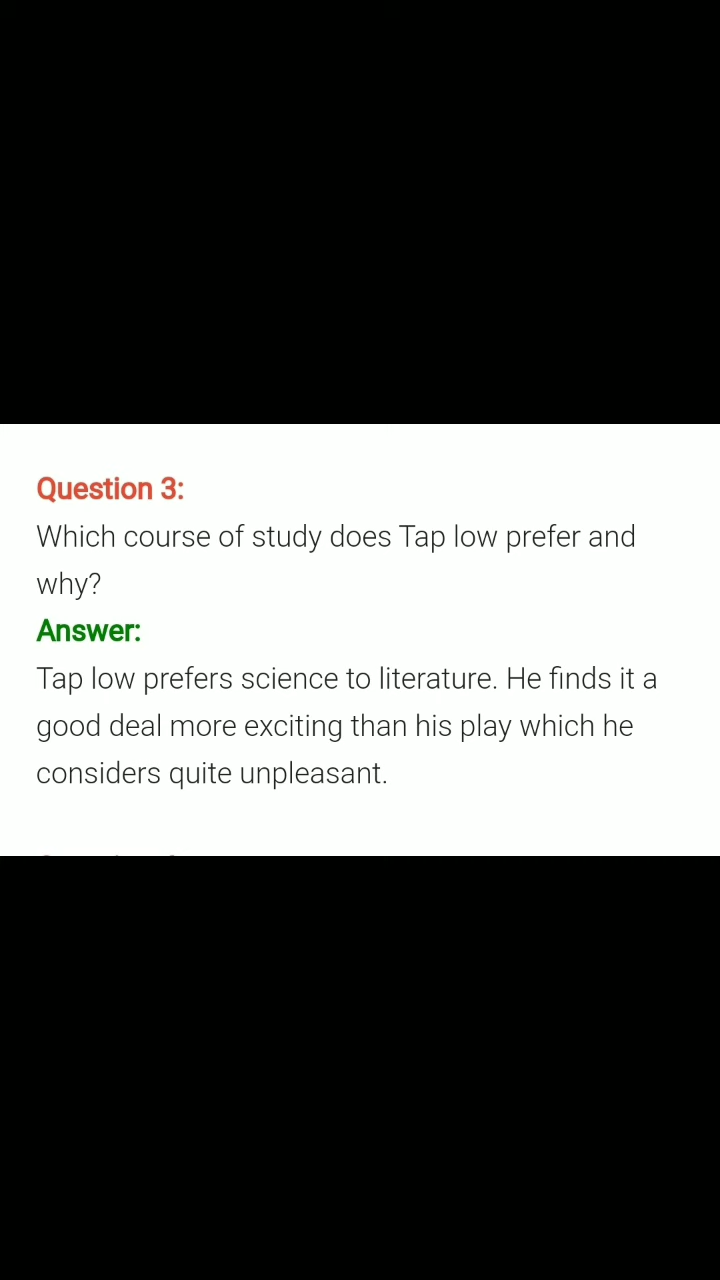 Question 3:
Which course of study does Tap low prefer and
why?
Answer:
Tap low prefers science to literature. He finds it a
good deal more exciting than his play which he
considers quite unpleasant.